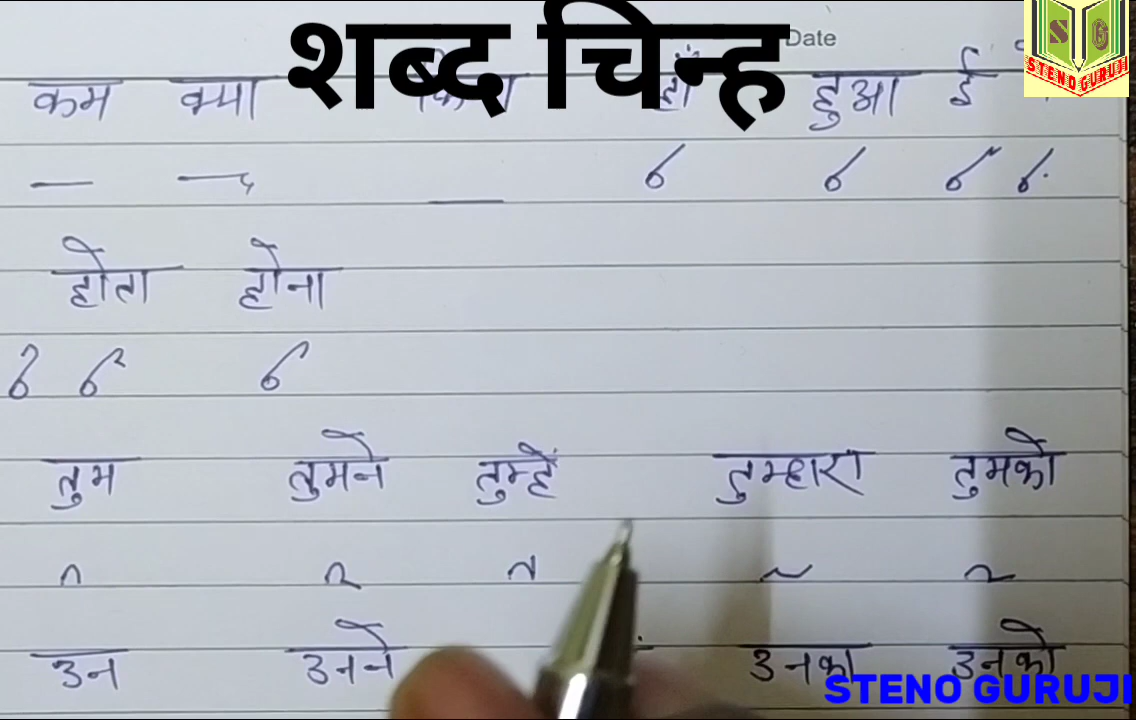 शब्द चिन्ह
Date
S G
STENO GURUJI
कम क्या हुआ ई
होता होना
तुम तुमने तुम्हें तुम्हारा तुमको
उन उनने उनका उनको
STENO GURUJI